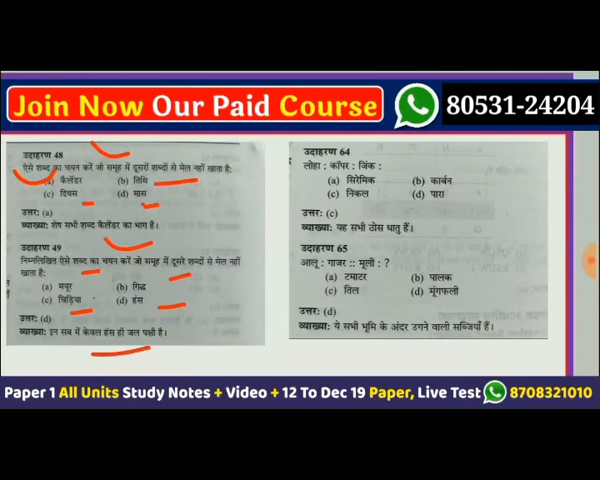 Join Now Our Paid Course 80531-24204
उदाहरण 48
ऐसे शब्द का चयन करें जो समूह में दूसरों शब्दों से मेल नहीं खाता है:
(a) कैलेंडर (b) तिथि
(c) दिवस (d) मास
उत्तर: (a)
व्याख्या: शेष सभी शब्द कैलेंडर का भाग है।
उदाहरण 49
निम्नलिखित ऐसे शब्द का चयन करें जो समूह में दूसरे शब्दों से मेल नहीं
खाता है:
(a) मयूर (b) गिद्ध
(c) चिड़िया (d) हंस
उत्तर: (d)
व्याख्या: इन सब में केवल हंस ही जल पक्षी है।
उदाहरण 64
लोहा: कॉपर : जिंक :
(a) सिरेमिक (b) कार्बन
(c) निकल (d) पारा
उत्तर: (c)
व्याख्या: यह सभी ठोस धातु हैं।
उदाहरण 65
आलू : गाजर :: मूली : ?
(a) टमाटर (b) पालक
(c) तिल (d) मूंगफली
उत्तर: (d)
व्याख्या: ये सभी भूमि के अंदर उगने वाली सब्जियाँ हैं।
Paper 1 All Units Study Notes + Video + 12 To Dec 19 Paper, Live Test 8708321010